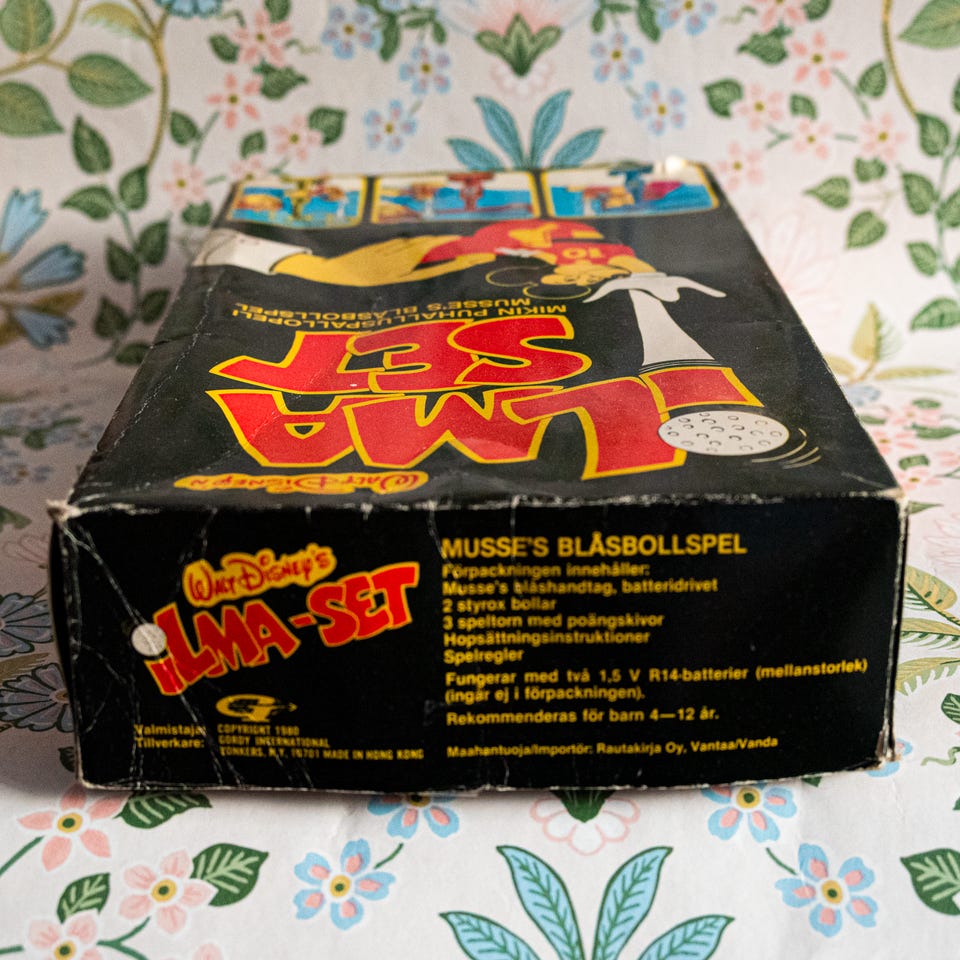 WALT DISNEY'N
ILMA
SET
MIKIN PUHALLUSPALLOPELI
MUSSE'S BLÅSBOLLSPEL
10
WALT DISNEY'S
ILMA-SET
Valmistaja:
Tillverkare:
COPYRIGHT 1980
GORDY INTERNATIONAL
YONKERS, N.Y. 10701 MADE IN HONG KONG
MUSSE'S BLÅSBOLLSPEL
Förpackningen innehåller:
Musse's blåshandtag, batteridrivet
2 styrox bollar
3 speltorn med poängskivor
Hopsättningsinstruktioner
Spelregler
Fungerar med två 1,5 V R14-batterier (mellanstorlek)
(ingår ej i förpackningen).
Rekommenderas för barn 4—12 år.
Maahantuoja/Importör: Rautakirja Oy, Vantaa/Vanda